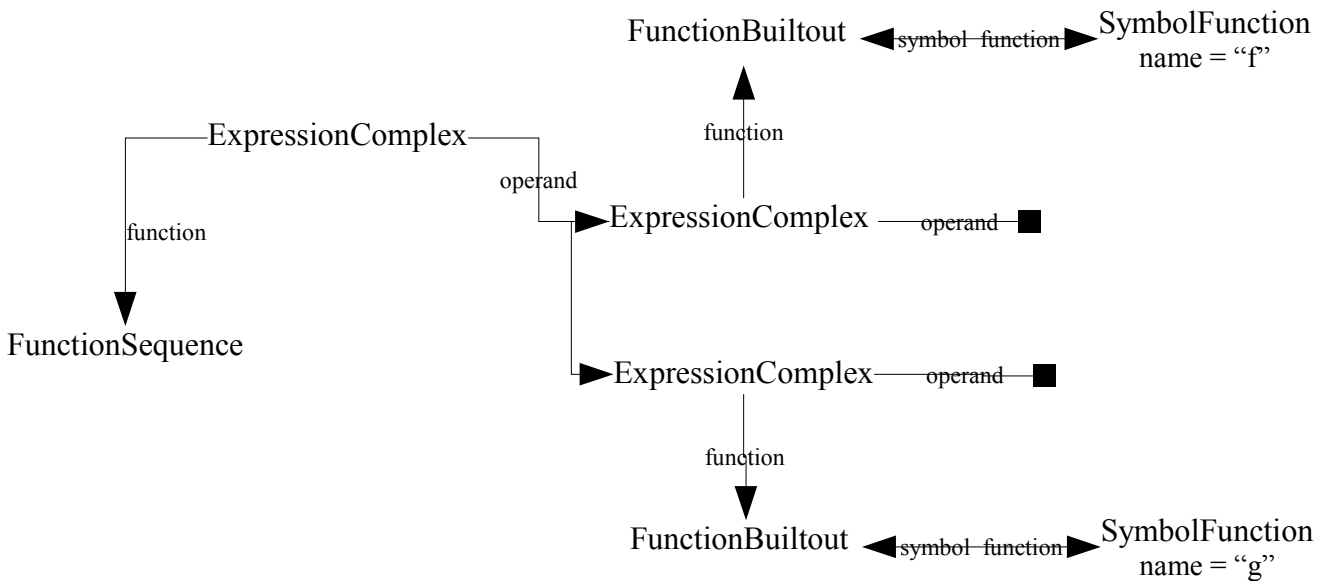 FunctionBuiltout
symbol function
SymbolFunction
name = “f”
function
ExpressionComplex
operand
ExpressionComplex
operand
function
FunctionSequence
ExpressionComplex
operand
function
FunctionBuiltout
symbol function
SymbolFunction
name = “g”